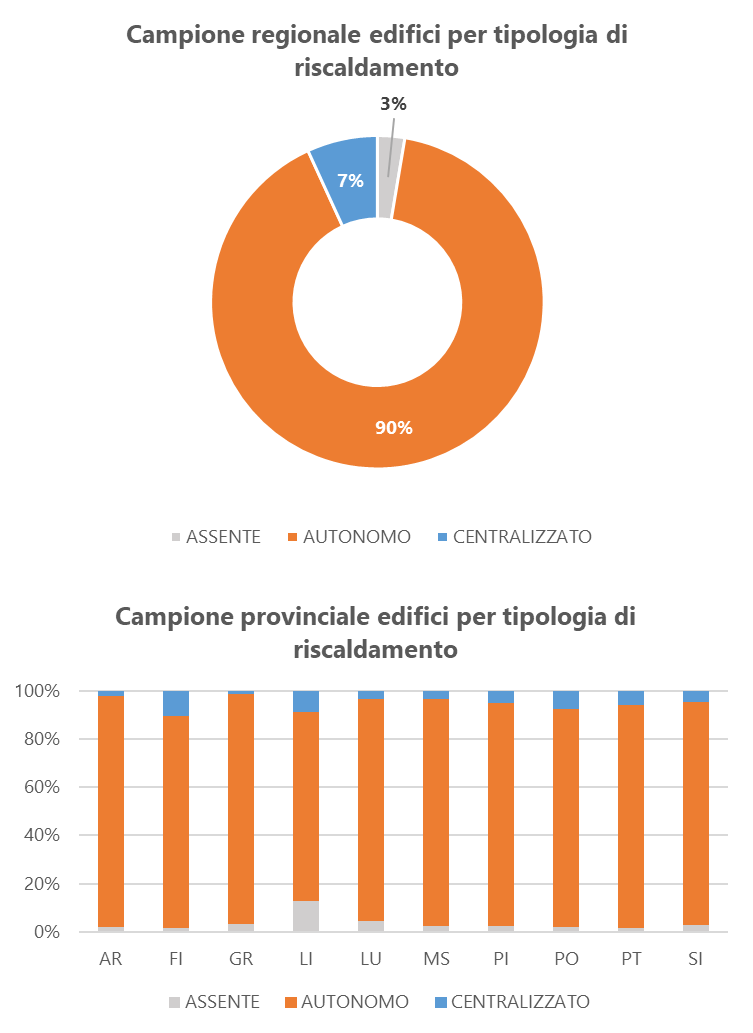 Campione regionale edifici per tipologia di
riscaldamento
3%
7%
90%
ASSENTE AUTONOMO CENTRALIZZATO
Campione provinciale edifici per tipologia di
riscaldamento
100%
80%
60%
40%
20%
0%
AR FI GR LI LU MS PI PO PT SI
ASSENTE AUTONOMO CENTRALIZZATO